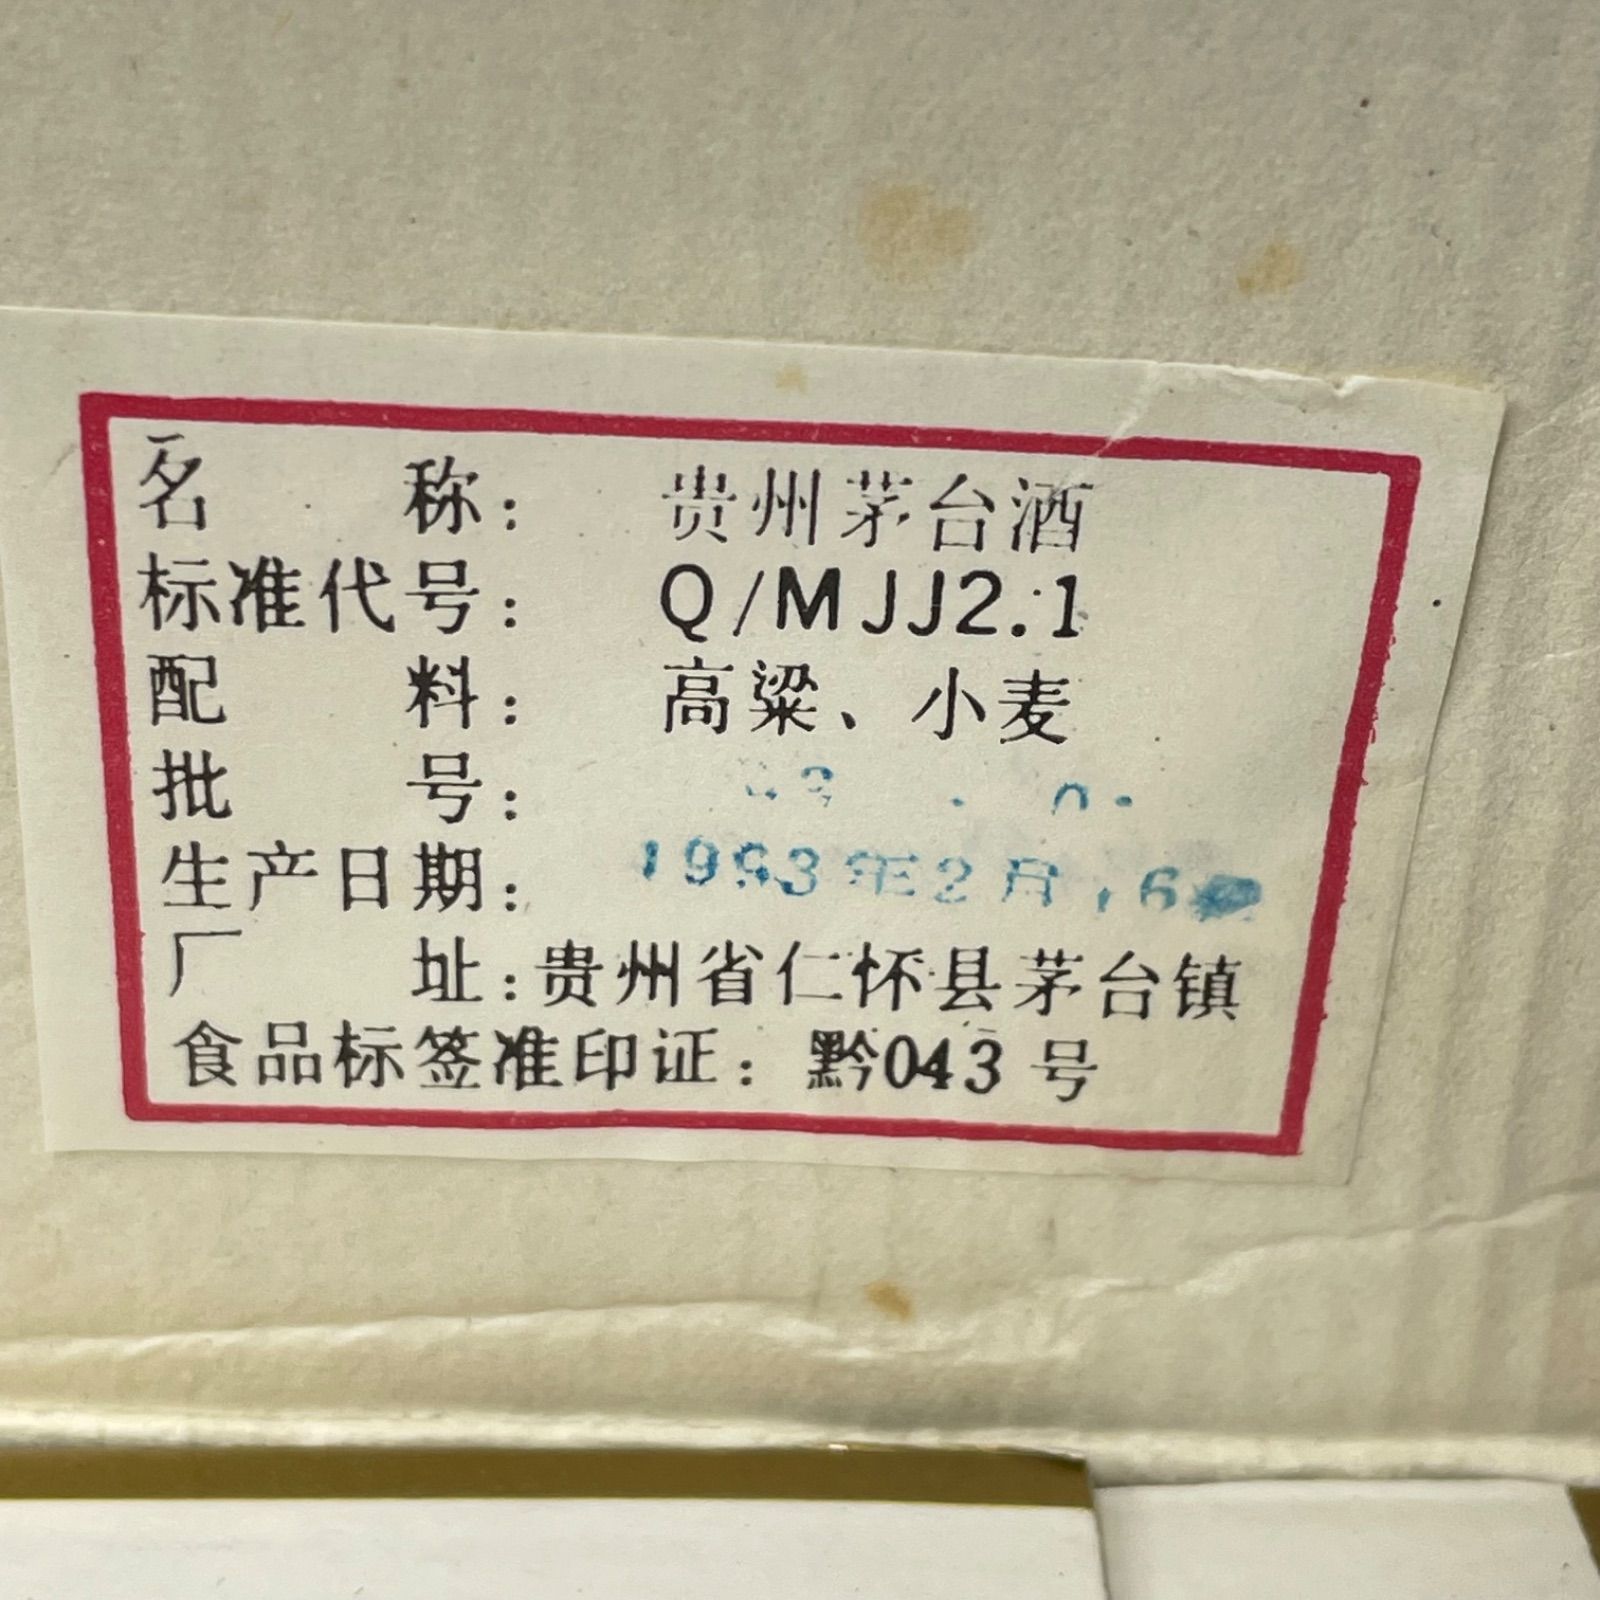 名 称： 贵州茅台酒
标准代号： Q/MJJ2.1
配 料： 高粱、小麦
批 号：
生产日期： 1993年2月 6
厂 址：贵州省仁怀县茅台镇
食品标签准印证：黔043号